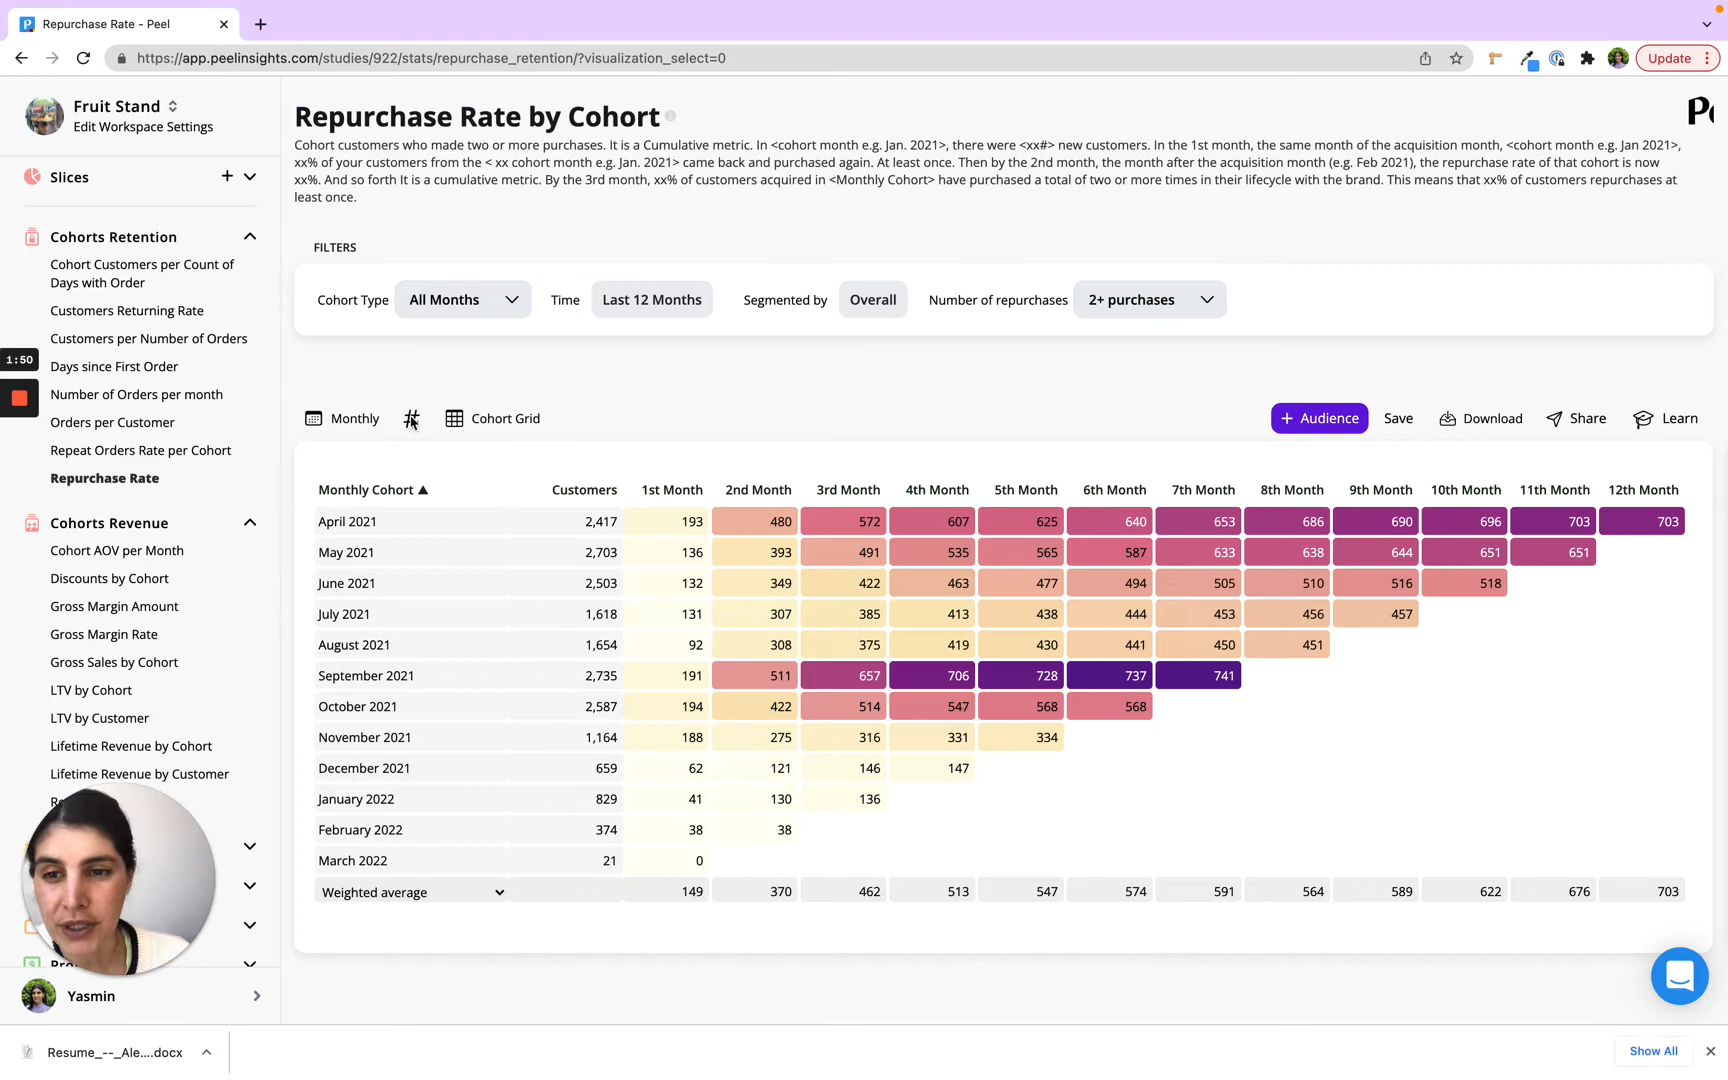 Repurchase Rate - Peel
https://app.peelinsights.com/studies/922/stats/repurchase_retention/?visualization_select=0
Update
Fruit Stand
Edit Workspace Settings
Slices
Cohorts Retention
Cohort Customers per Count of
Days with Order
Customers Returning Rate
Customers per Number of Orders
1:50
Days since First Order
Number of Orders per month
Orders per Customer
Repeat Orders Rate per Cohort
Repurchase Rate
Cohorts Revenue
Cohort AOV per Month
Discounts by Cohort
Gross Margin Amount
Gross Margin Rate
Gross Sales by Cohort
LTV by Cohort
LTV by Customer
Lifetime Revenue by Cohort
Lifetime Revenue by Customer
Yasmin
Repurchase Rate by Cohort
Cohort customers who made two or more purchases. It is a Cumulative metric. In <cohort month e.g. Jan. 2021>, there were <xx#> new customers. In the 1st month, the same month of the acquisition month, <cohort month e.g. Jan 2021>,
xx% of your customers from the < xx cohort month e.g. Jan. 2021> came back and purchased again. At least once. Then by the 2nd month, the month after the acquisition month (e.g. Feb 2021), the repurchase rate of that cohort is now
xx%. And so forth It is a cumulative metric. By the 3rd month, xx% of customers acquired in <Monthly Cohort> have purchased a total of two or more times in their lifecycle with the brand. This means that xx% of customers repurchases at
least once.
FILTERS
Cohort Type All Months Time Last 12 Months Segmented by Overall Number of repurchases 2+ purchases
Monthly # Cohort Grid + Audience Save Download Share Learn
Monthly Cohort ▲ Customers 1st Month 2nd Month 3rd Month 4th Month 5th Month 6th Month 7th Month 8th Month 9th Month 10th Month 11th Month 12th Month
April 2021 2,417 193 480 572 607 625 640 653 686 690 696 703 703
May 2021 2,703 136 393 491 535 565 587 633 638 644 651 651
June 2021 2,503 132 349 422 463 477 494 505 510 516 518
July 2021 1,618 131 307 385 413 438 444 453 456 457
August 2021 1,654 92 308 375 419 430 441 450 451
September 2021 2,735 191 511 657 706 728 737 741
October 2021 2,587 194 422 514 547 568 568
November 2021 1,164 188 275 316 331 334
December 2021 659 62 121 146 147
January 2022 829 41 130 136
February 2022 374 38 38
March 2022 21 0
Weighted average 149 370 462 513 547 574 591 564 589 622 676 703
Resume_--_Ale....docx
Show All